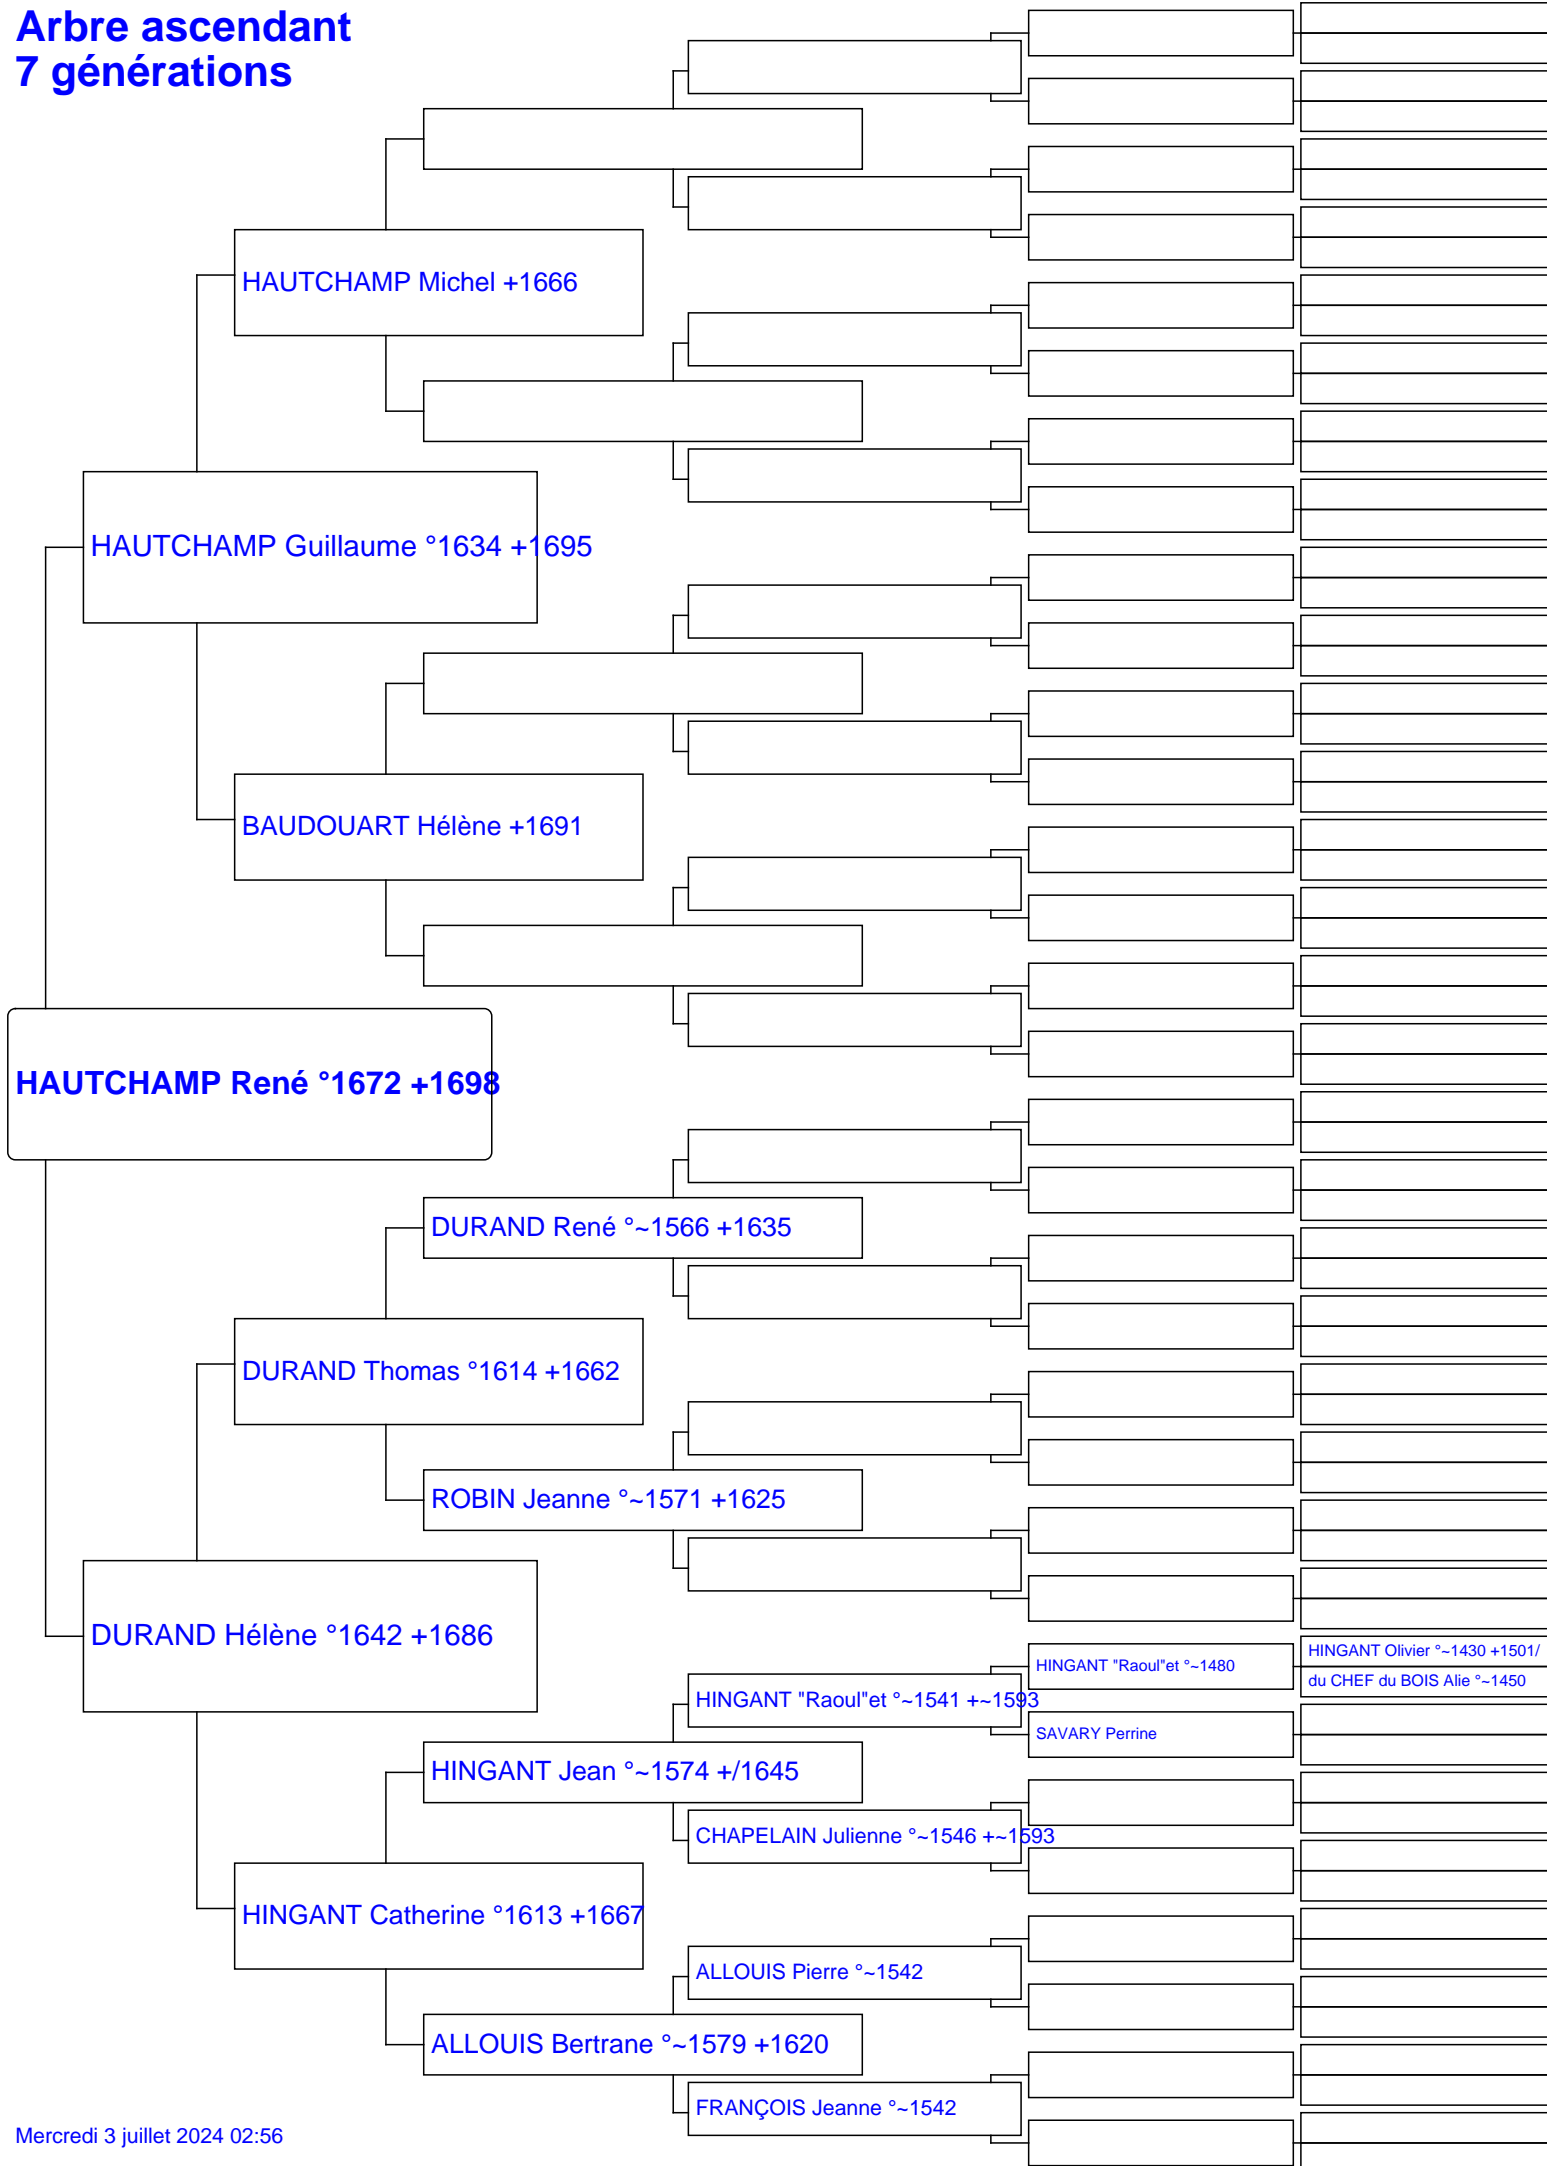 Arbre ascendant
7 générations
HAUTCHAMP Michel +1666
HAUTCHAMP Guillaume °1634 +1695
BAUDOUART Hélène +1691
HAUTCHAMP René °1672 +1698
DURAND René °~1566 +1635
DURAND Thomas °1614 +1662
ROBIN Jeanne °~1571 +1625
DURAND Hélène °1642 +1686
HINGANT Olivier °~1430 +1501/
HINGANT "Raoul"et °~1480
du CHEF du BOIS Alie °~1450
HINGANT "Raoul"et °~1541 +~1593
SAVARY Perrine
HINGANT Jean °~1574 +/1645
CHAPELAIN Julienne °~1546 +~1593
HINGANT Catherine °1613 +1667
ALLOUIS Pierre °~1542
ALLOUIS Bertrane °~1579 +1620
FRANÇOIS Jeanne °~1542
Mercredi 3 juillet 2024 02:56